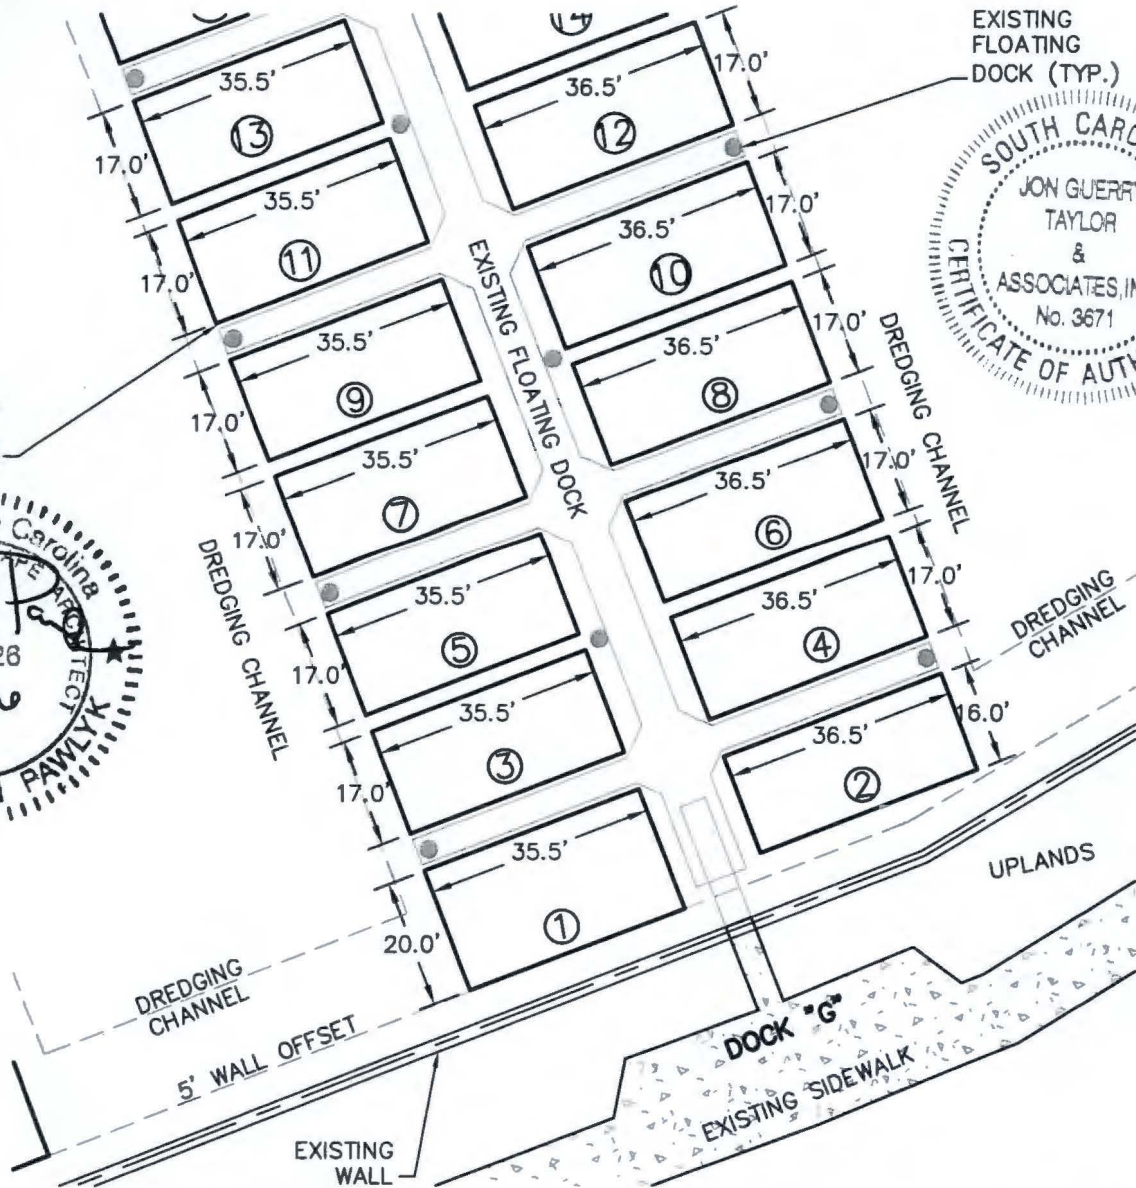 EXISTING
FLOATING
DOCK (TYP.)
14
17.0'
35.5'
13
36.5'
12
17.0'
35.5'
11
17.0'
36.5'
10
17.0'
SOUTH CARO
JON GUERRY
TAYLOR
&
ASSOCIATES, IN
No. 3671
CERTIFICATE OF AUTH
EXISTING FLOATING DOCK
35.5'
9
17.0'
36.5'
8
17.0'
DREDGING CHANNEL
35.5'
7
17.0'
36.5'
6
17.0'
DREDGING CHANNEL
Carolina
ARCHITECT
26
PAWLYK
35.5'
5
17.0'
36.5'
4
17.0'
DREDGING
CHANNEL
35.5'
3
17.0'
36.5'
2
16.0'
35.5'
1
20.0'
UPLANDS
DREDGING
CHANNEL
5' WALL OFFSET
DOCK "G"
EXISTING SIDEWALK
EXISTING
WALL